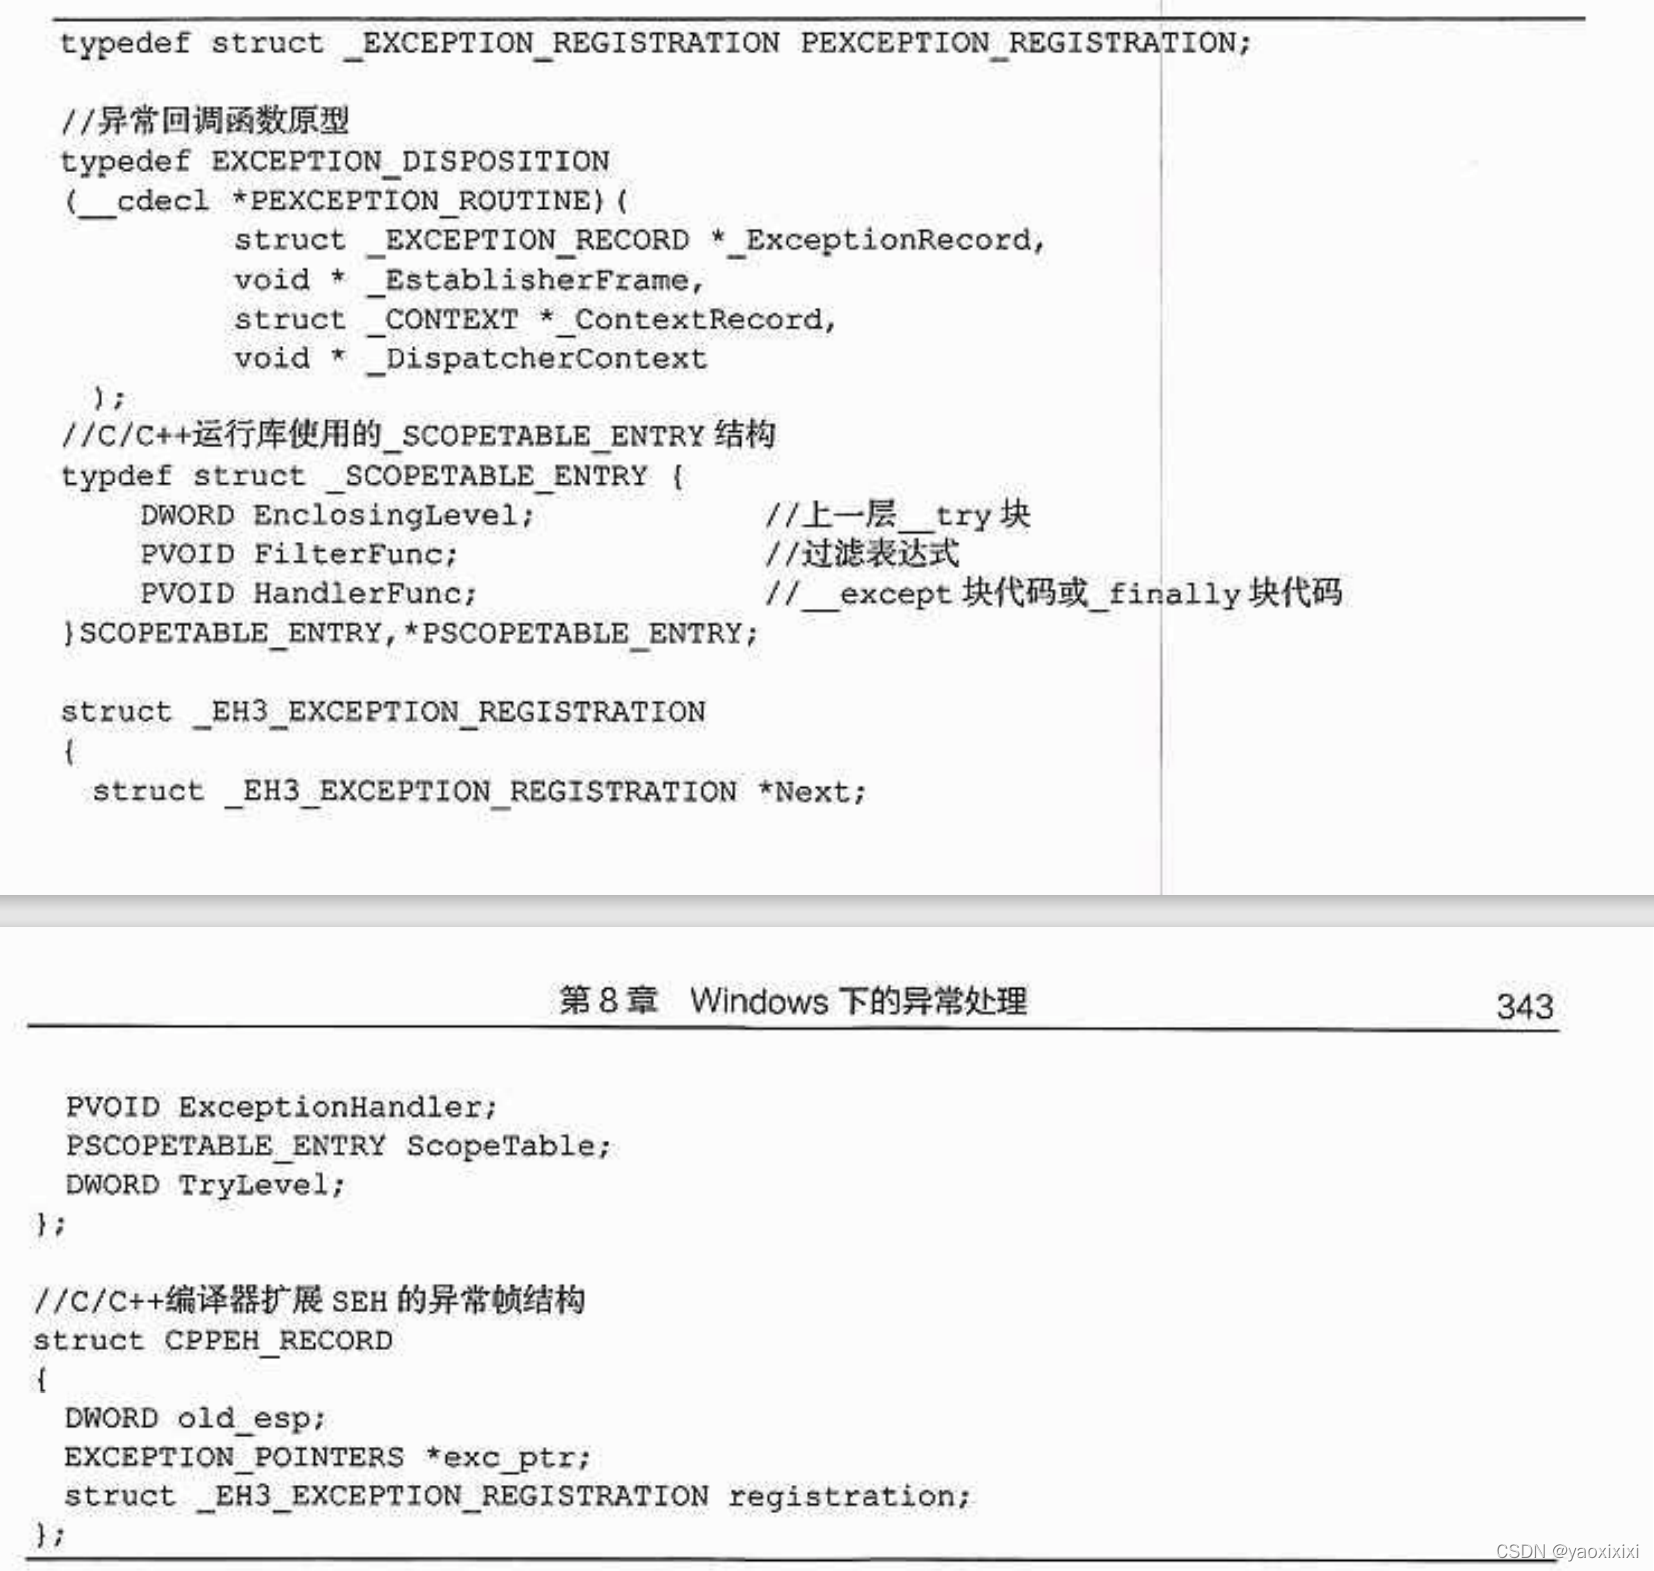 typedef struct _EXCEPTION_REGISTRATION PEXCEPTION_REGISTRATION;
//异常回调函数原型
typedef EXCEPTION_DISPOSITION
(__cdecl *PEXCEPTION_ROUTINE)(
struct _EXCEPTION_RECORD *_ExceptionRecord,
void * _EstablisherFrame,
struct _CONTEXT *_ContextRecord,
void * _DispatcherContext
);
//C/C++运行库使用的_SCOPETABLE_ENTRY 结构
typdef struct _SCOPETABLE_ENTRY {
DWORD EnclosingLevel; //上一层__try 块
PVOID FilterFunc; //过滤表达式
PVOID HandlerFunc; //__except 块代码或_finally 块代码
}SCOPETABLE_ENTRY,*PSCOPETABLE_ENTRY;
struct _EH3_EXCEPTION_REGISTRATION
{
struct _EH3_EXCEPTION_REGISTRATION *Next;
第 8 章 Windows 下的异常处理 343
PVOID ExceptionHandler;
PSCOPETABLE_ENTRY ScopeTable;
DWORD TryLevel;
};
//C/C++编译器扩展 SEH 的异常帧结构
struct CPPEH_RECORD
{
DWORD old_esp;
EXCEPTION_POINTERS *exc_ptr;
struct _EH3_EXCEPTION_REGISTRATION registration;
};
CSDN @yaoxixixi